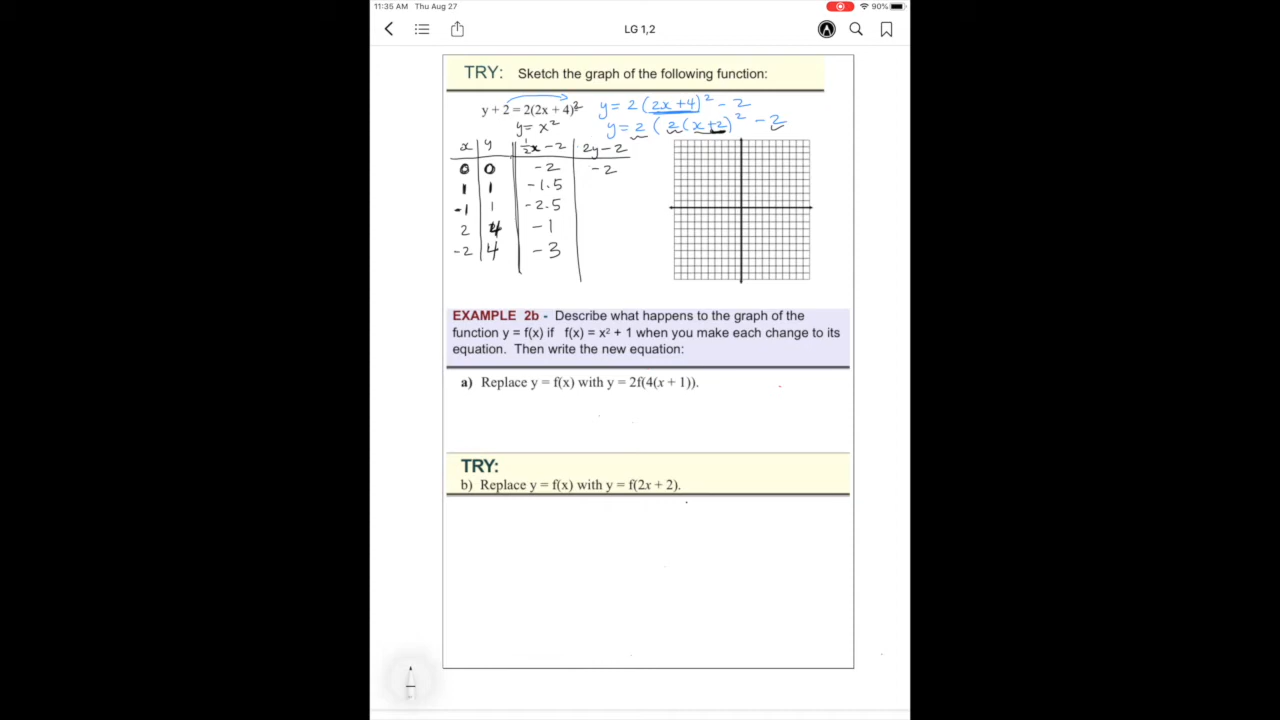 11:35 AM Thu Aug 27
90%
LG 1,2
TRY: Sketch the graph of the following function:
y + 2 = 2(2x + 4)²
y = 2(2x+4)² - 2
y = x²
y = 2(2(x+2))² - 2
x y ½x - 2 2y - 2
0 0 -2 -2
1 1 -1.5
-1 1 -2.5
2 4 -1
-2 4 -3
EXAMPLE 2b - Describe what happens to the graph of the
function y = f(x) if f(x) = x² + 1 when you make each change to its
equation. Then write the new equation:
a) Replace y = f(x) with y = 2f(4(x + 1)).
TRY:
b) Replace y = f(x) with y = f(2x + 2).